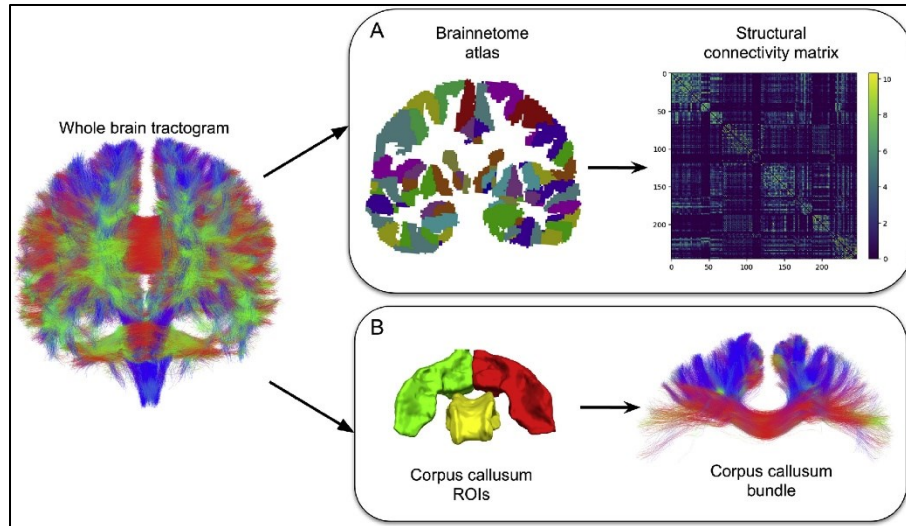 A
Brainnetome
atlas
Structural
connectivity matrix
Whole brain tractogram
0
50
100
150
200
0
50
100
150
200
10
8
6
4
2
0
B
Corpus callusum
ROIs
Corpus callusum
bundle